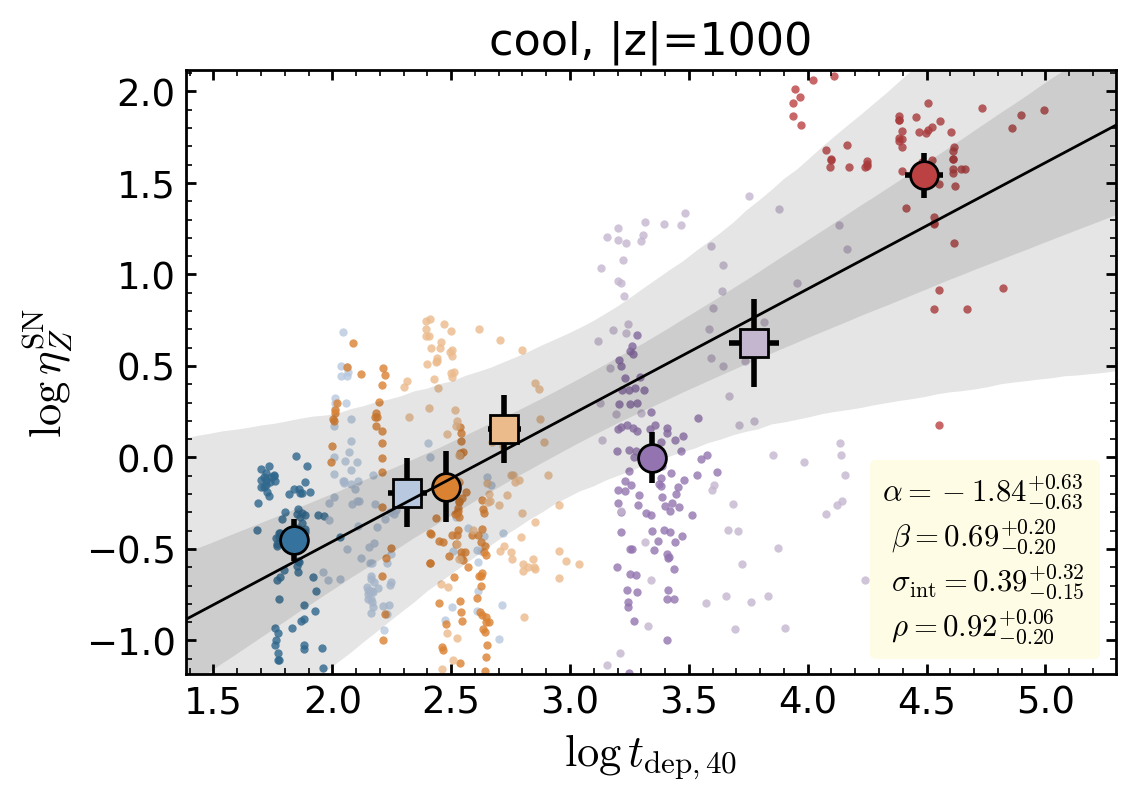 cool, |z|=1000
2.0
1.5
1.0
0.5
0.0
−0.5
−1.0
log η_Z^SN
α = − 1.84^{+0.63}_{−0.63}
β = 0.69^{+0.20}_{−0.20}
σ_int = 0.39^{+0.32}_{−0.15}
ρ = 0.92^{+0.06}_{−0.20}
1.5 2.0 2.5 3.0 3.5 4.0 4.5 5.0
log t_{dep, 40}